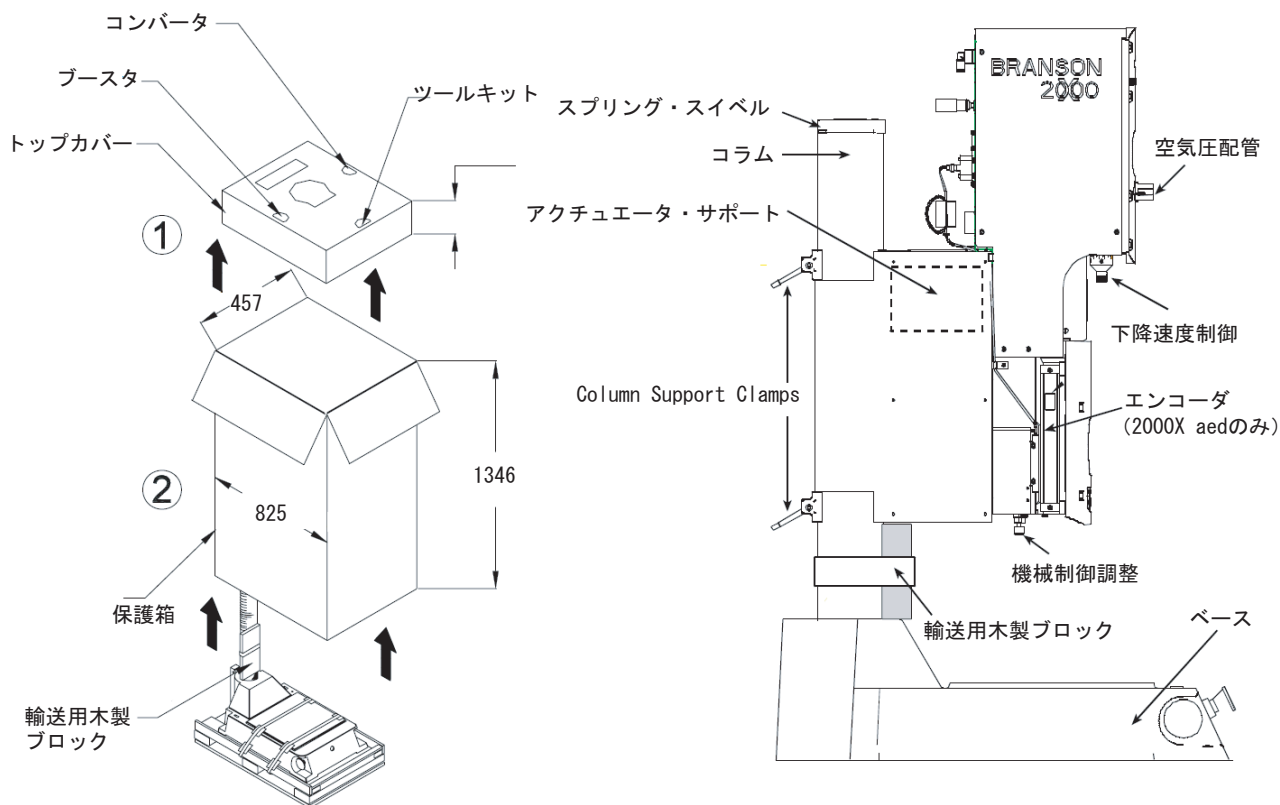 コンバータ
ブースタ
ツールキット
トップカバー
①
457
②
825
1346
保護箱
輸送用木製
ブロック
BRANSON
2000X
スプリング・スイベル
コラム
空気圧配管
アクチュエータ・サポート
下降速度制御
Column Support Clamps
エンコーダ
(2000X aedのみ)
機械制御調整
輸送用木製ブロック
ベース